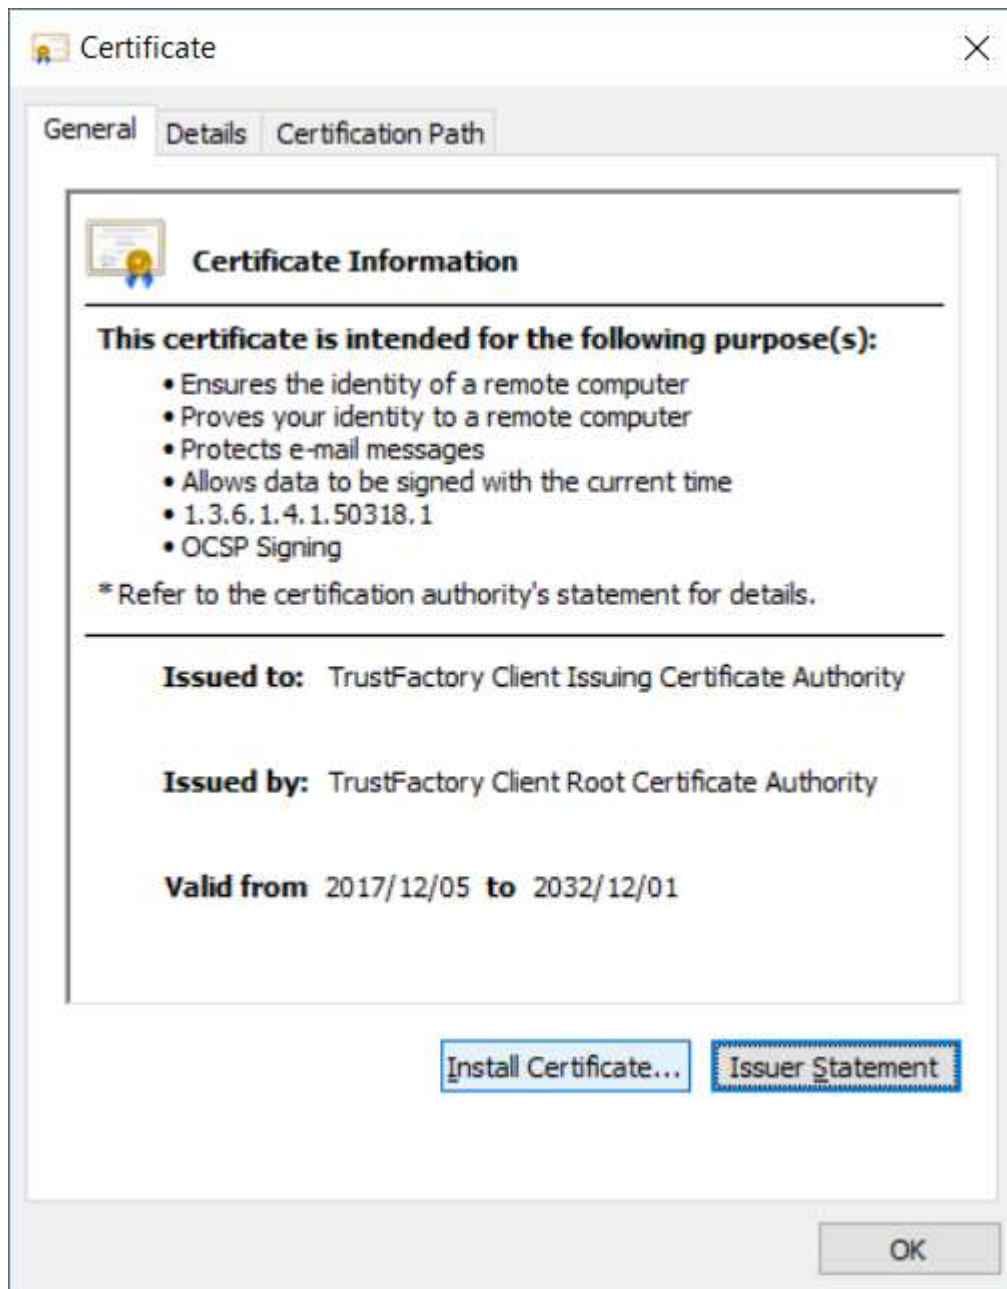 Certificate
General Details Certification Path
Certificate Information
This certificate is intended for the following purpose(s):
• Ensures the identity of a remote computer
• Proves your identity to a remote computer
• Protects e-mail messages
• Allows data to be signed with the current time
• 1.3.6.1.4.1.50318.1
• OCSP Signing
* Refer to the certification authority's statement for details.
Issued to: TrustFactory Client Issuing Certificate Authority
Issued by: TrustFactory Client Root Certificate Authority
Valid from 2017/12/05 to 2032/12/01
Install Certificate... Issuer Statement
OK